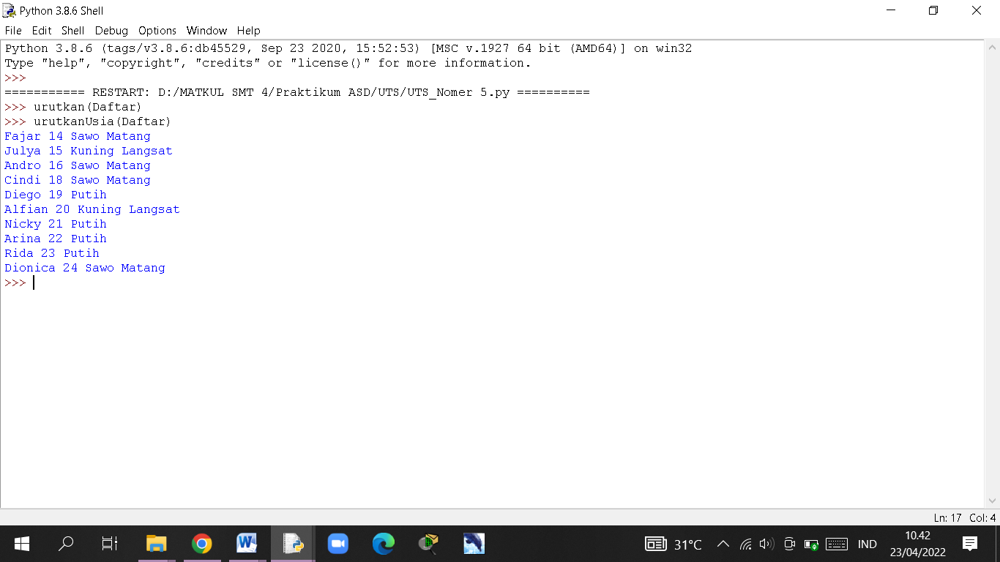 Python 3.8.6 Shell
File Edit Shell Debug Options Window Help
Python 3.8.6 (tags/v3.8.6:db45529, Sep 23 2020, 15:52:53) [MSC v.1927 64 bit (AMD64)] on win32
Type "help", "copyright", "credits" or "license()" for more information.
>>>
=========== RESTART: D:/MATKUL SMT 4/Praktikum ASD/UTS/UTS_Nomer 5.py ==========
>>> urutkan(Daftar)
>>> urutkanUsia(Daftar)
Fajar 14 Sawo Matang
Julya 15 Kuning Langsat
Andro 16 Sawo Matang
Cindi 18 Sawo Matang
Diego 19 Putih
Alfian 20 Kuning Langsat
Nicky 21 Putih
Arina 22 Putih
Rida 23 Putih
Dionica 24 Sawo Matang
>>>
Ln: 17 Col: 4
31°C
IND
10.42
23/04/2022